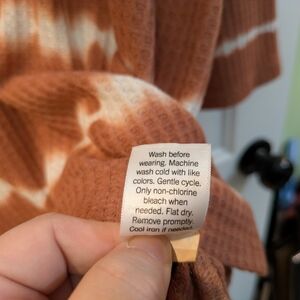 Wash before
wearing. Machine
wash cold with like
colors. Gentle cycle.
Only non-chlorine
bleach when
needed. Flat dry.
Remove promptly.
Cool iron if needed.